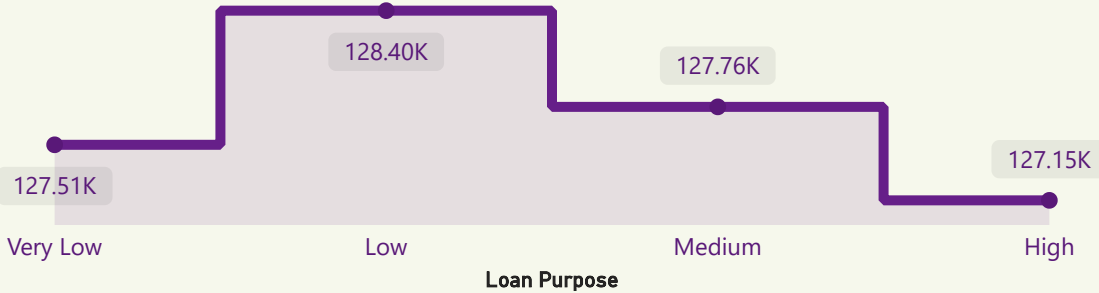 128.40K
127.76K
127.15K
127.51K
Very Low Low Medium High
Loan Purpose